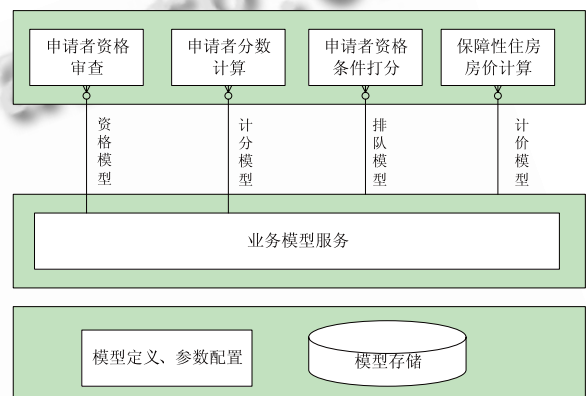 申请者资格
审查
申请者分数
计算
申请者资格
条件打分
保障性住房
房价计算
资格模型
计分模型
排队模型
计价模型
业务模型服务
模型定义、参数配置
模型存储